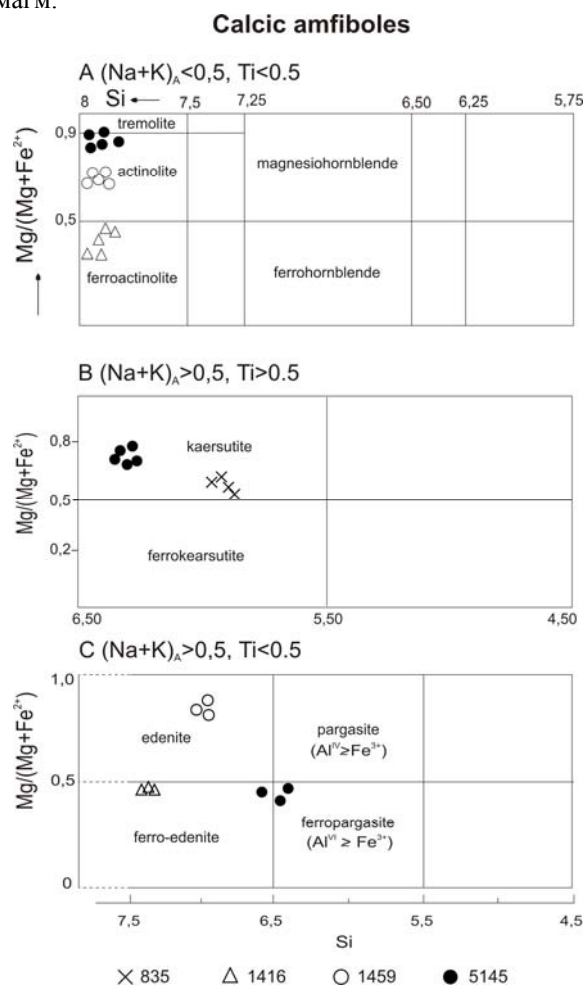 магм.
Calcic amfiboles
A (Na+K)A<0,5, Ti<0.5
8 Si ← 7,5 7,25 6,50 6,25 5,75
tremolite
0,9
actinolite
magnesiohornblende
0,5
ferroactinolite
ferrohornblende
Mg/(Mg+Fe²⁺)
B (Na+K)A>0,5, Ti>0.5
0,8
kaersutite
0,5
0,2
ferrokearsutite
Mg/(Mg+Fe²⁺)
6,50 5,50 4,50
C (Na+K)A>0,5, Ti<0.5
1,0
edenite
pargasite
(Alᴵⱽ≥Fe³⁺)
0,5
ferro-edenite
ferropargasite
(Alⱽᴵ ≥ Fe³⁺)
0
Mg/(Mg+Fe²⁺)
7,5 6,5 5,5 4,5
Si
835 1416 1459 5145